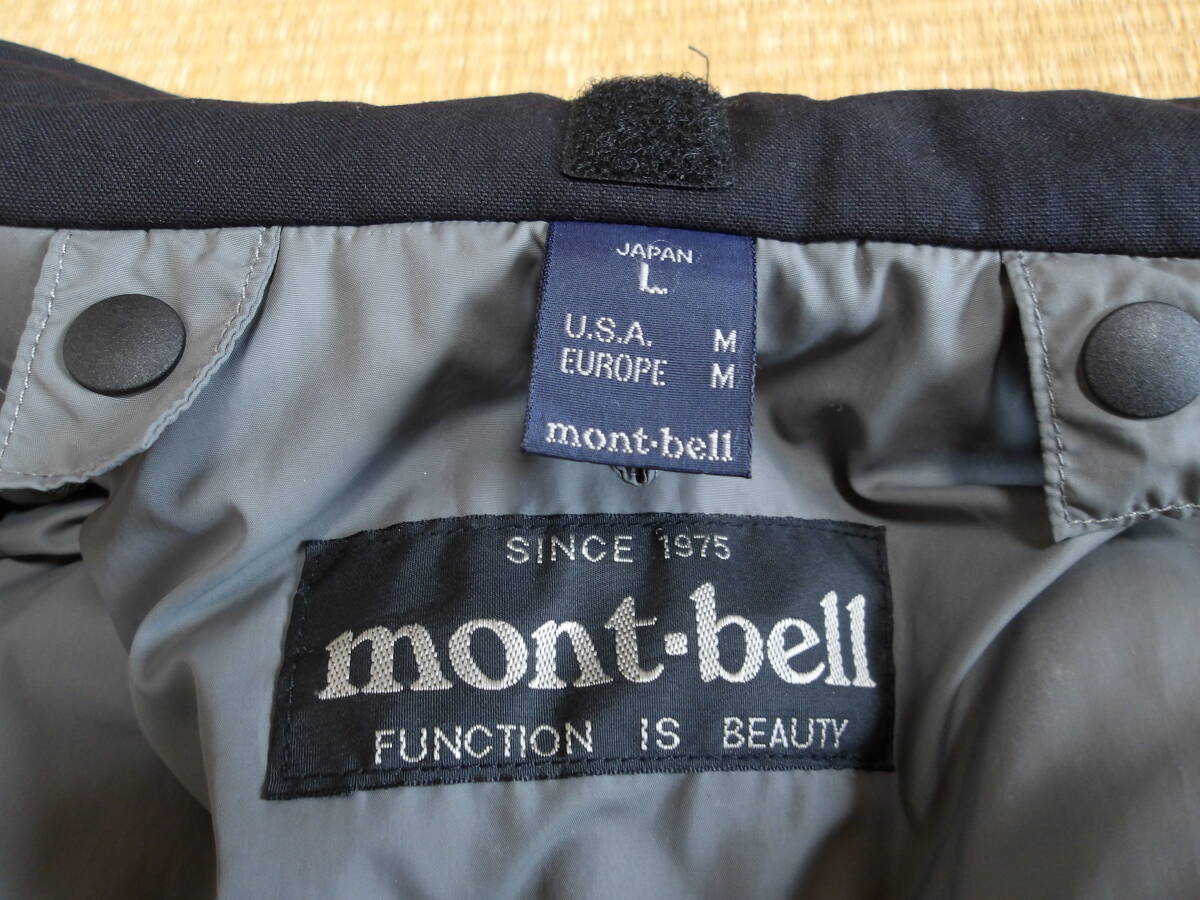 JAPAN
L
U.S.A. M
EUROPE M
mont·bell
SINCE 1975
mont·bell
FUNCTION IS BEAUTY